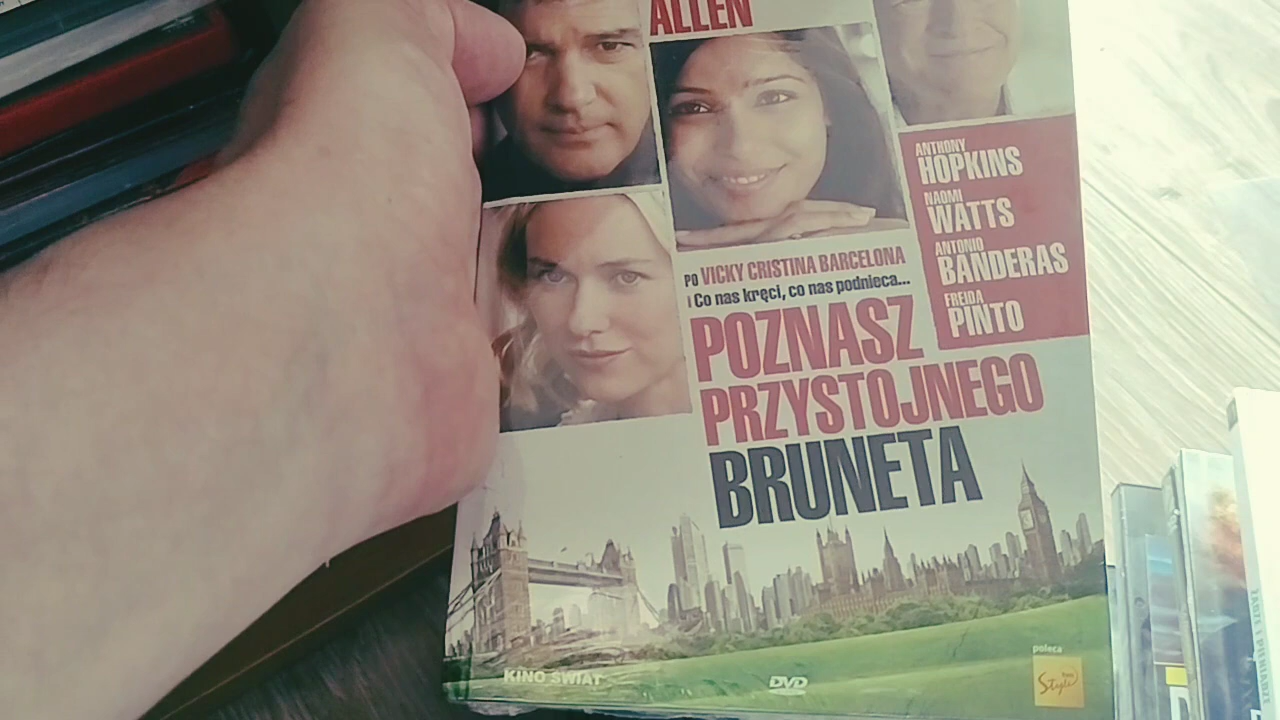 ALLEN
ANTHONY
HOPKINS
NAOMI
WATTS
ANTONIO
BANDERAS
FREIDA
PINTO
PO VICKY CRISTINA BARCELONA
i Co nas kręci, co nas podnieca...
POZNASZ
PRZYSTOJNEGO
BRUNETA
KINO ŚWIAT
DVD
poleca
Style